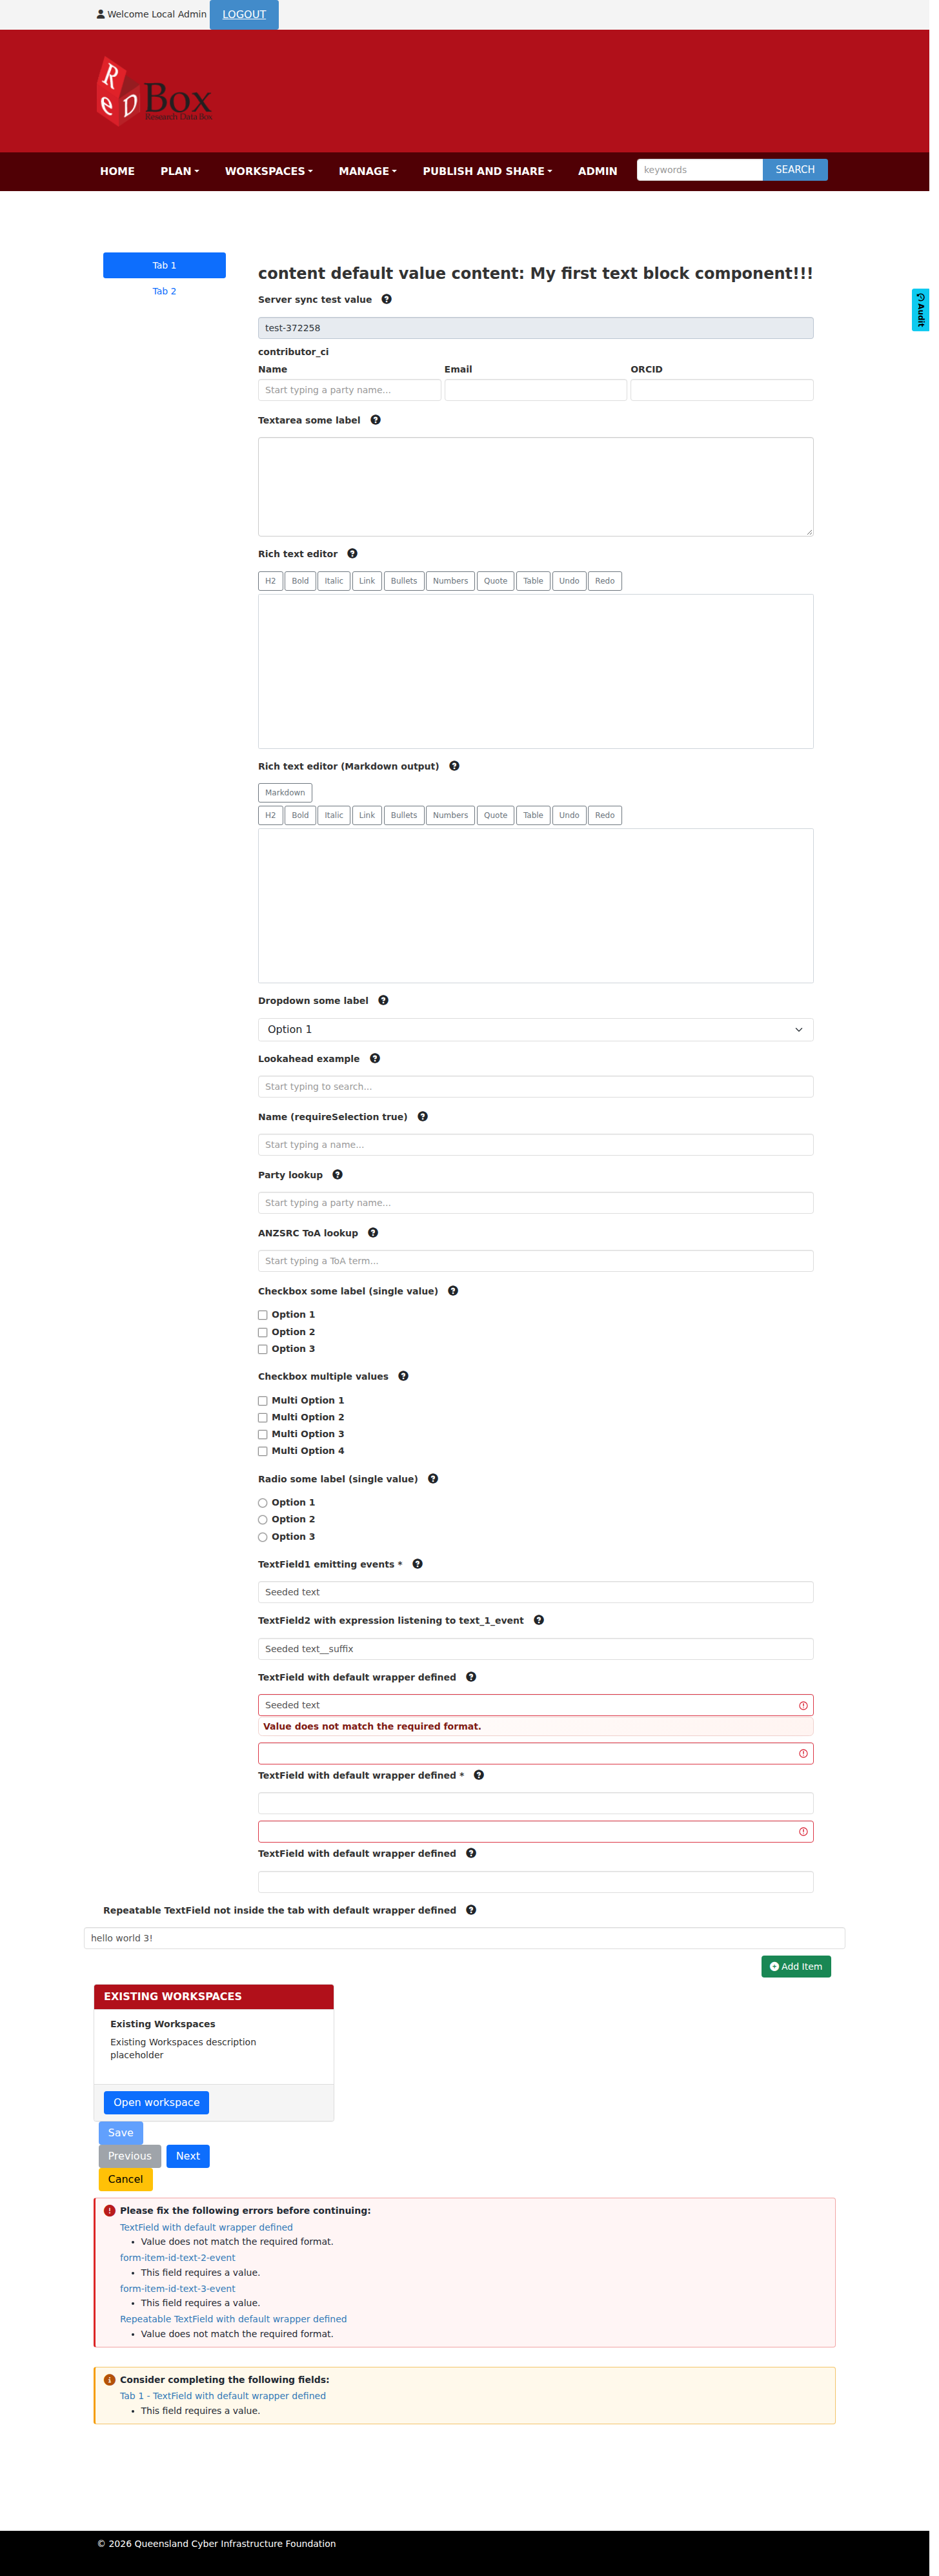 Welcome Local Admin LOGOUT
ReD Box
Research Data Box
HOME PLAN WORKSPACES MANAGE PUBLISH AND SHARE ADMIN keywords SEARCH
Tab 1
Tab 2
Audit
content default value content: My first text block component!!!
Server sync test value
test-372258
contributor_ci
Name Email ORCID
Start typing a party name...
Textarea some label
Rich text editor
H2 Bold Italic Link Bullets Numbers Quote Table Undo Redo
Rich text editor (Markdown output)
Markdown
H2 Bold Italic Link Bullets Numbers Quote Table Undo Redo
Dropdown some label
Option 1
Lookahead example
Start typing to search...
Name (requireSelection true)
Start typing a name...
Party lookup
Start typing a party name...
ANZSRC ToA lookup
Start typing a ToA term...
Checkbox some label (single value)
Option 1
Option 2
Option 3
Checkbox multiple values
Multi Option 1
Multi Option 2
Multi Option 3
Multi Option 4
Radio some label (single value)
Option 1
Option 2
Option 3
TextField1 emitting events *
Seeded text
TextField2 with expression listening to text_1_event
Seeded text__suffix
TextField with default wrapper defined
Seeded text
Value does not match the required format.
TextField with default wrapper defined *
TextField with default wrapper defined
Repeatable TextField not inside the tab with default wrapper defined
hello world 3!
Add Item
EXISTING WORKSPACES
Existing Workspaces
Existing Workspaces description
placeholder
Open workspace
Save
Previous Next
Cancel
Please fix the following errors before continuing:
TextField with default wrapper defined
• Value does not match the required format.
form-item-id-text-2-event
• This field requires a value.
form-item-id-text-3-event
• This field requires a value.
Repeatable TextField with default wrapper defined
• Value does not match the required format.
Consider completing the following fields:
Tab 1 - TextField with default wrapper defined
• This field requires a value.
© 2026 Queensland Cyber Infrastructure Foundation